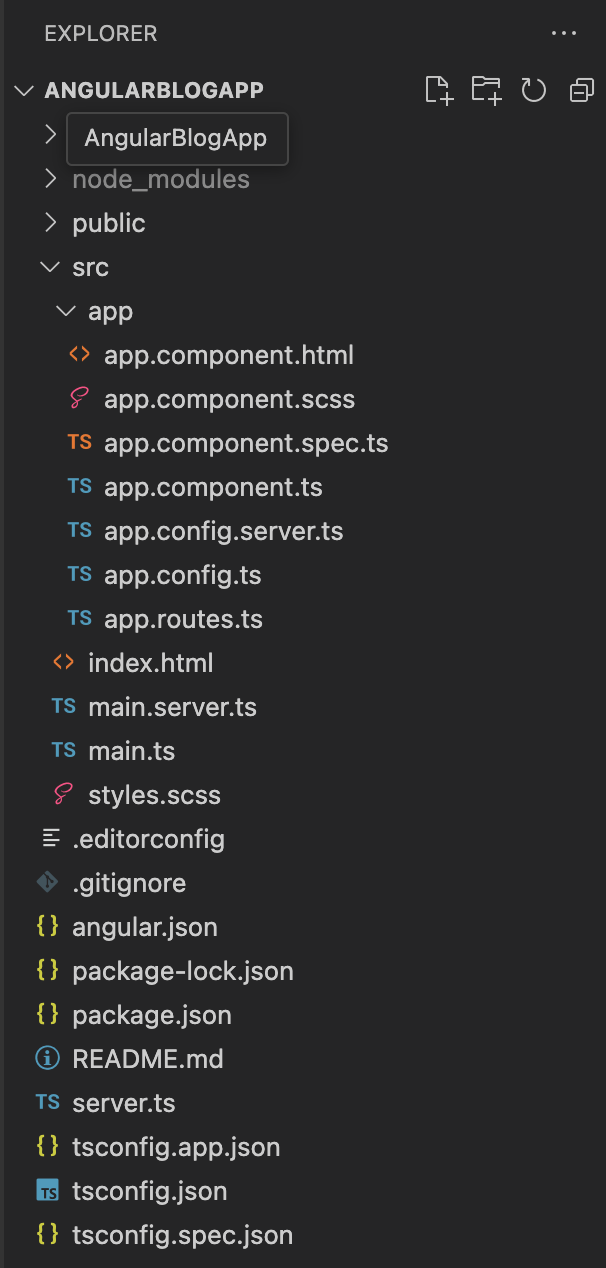 EXPLORER
ANGULARBLOGAPP
AngularBlogApp
node_modules
public
src
app
app.component.html
app.component.scss
TS app.component.spec.ts
TS app.component.ts
TS app.config.server.ts
TS app.config.ts
TS app.routes.ts
index.html
TS main.server.ts
TS main.ts
styles.scss
.editorconfig
.gitignore
{} angular.json
{} package-lock.json
{} package.json
README.md
TS server.ts
{} tsconfig.app.json
TS tsconfig.json
{} tsconfig.spec.json